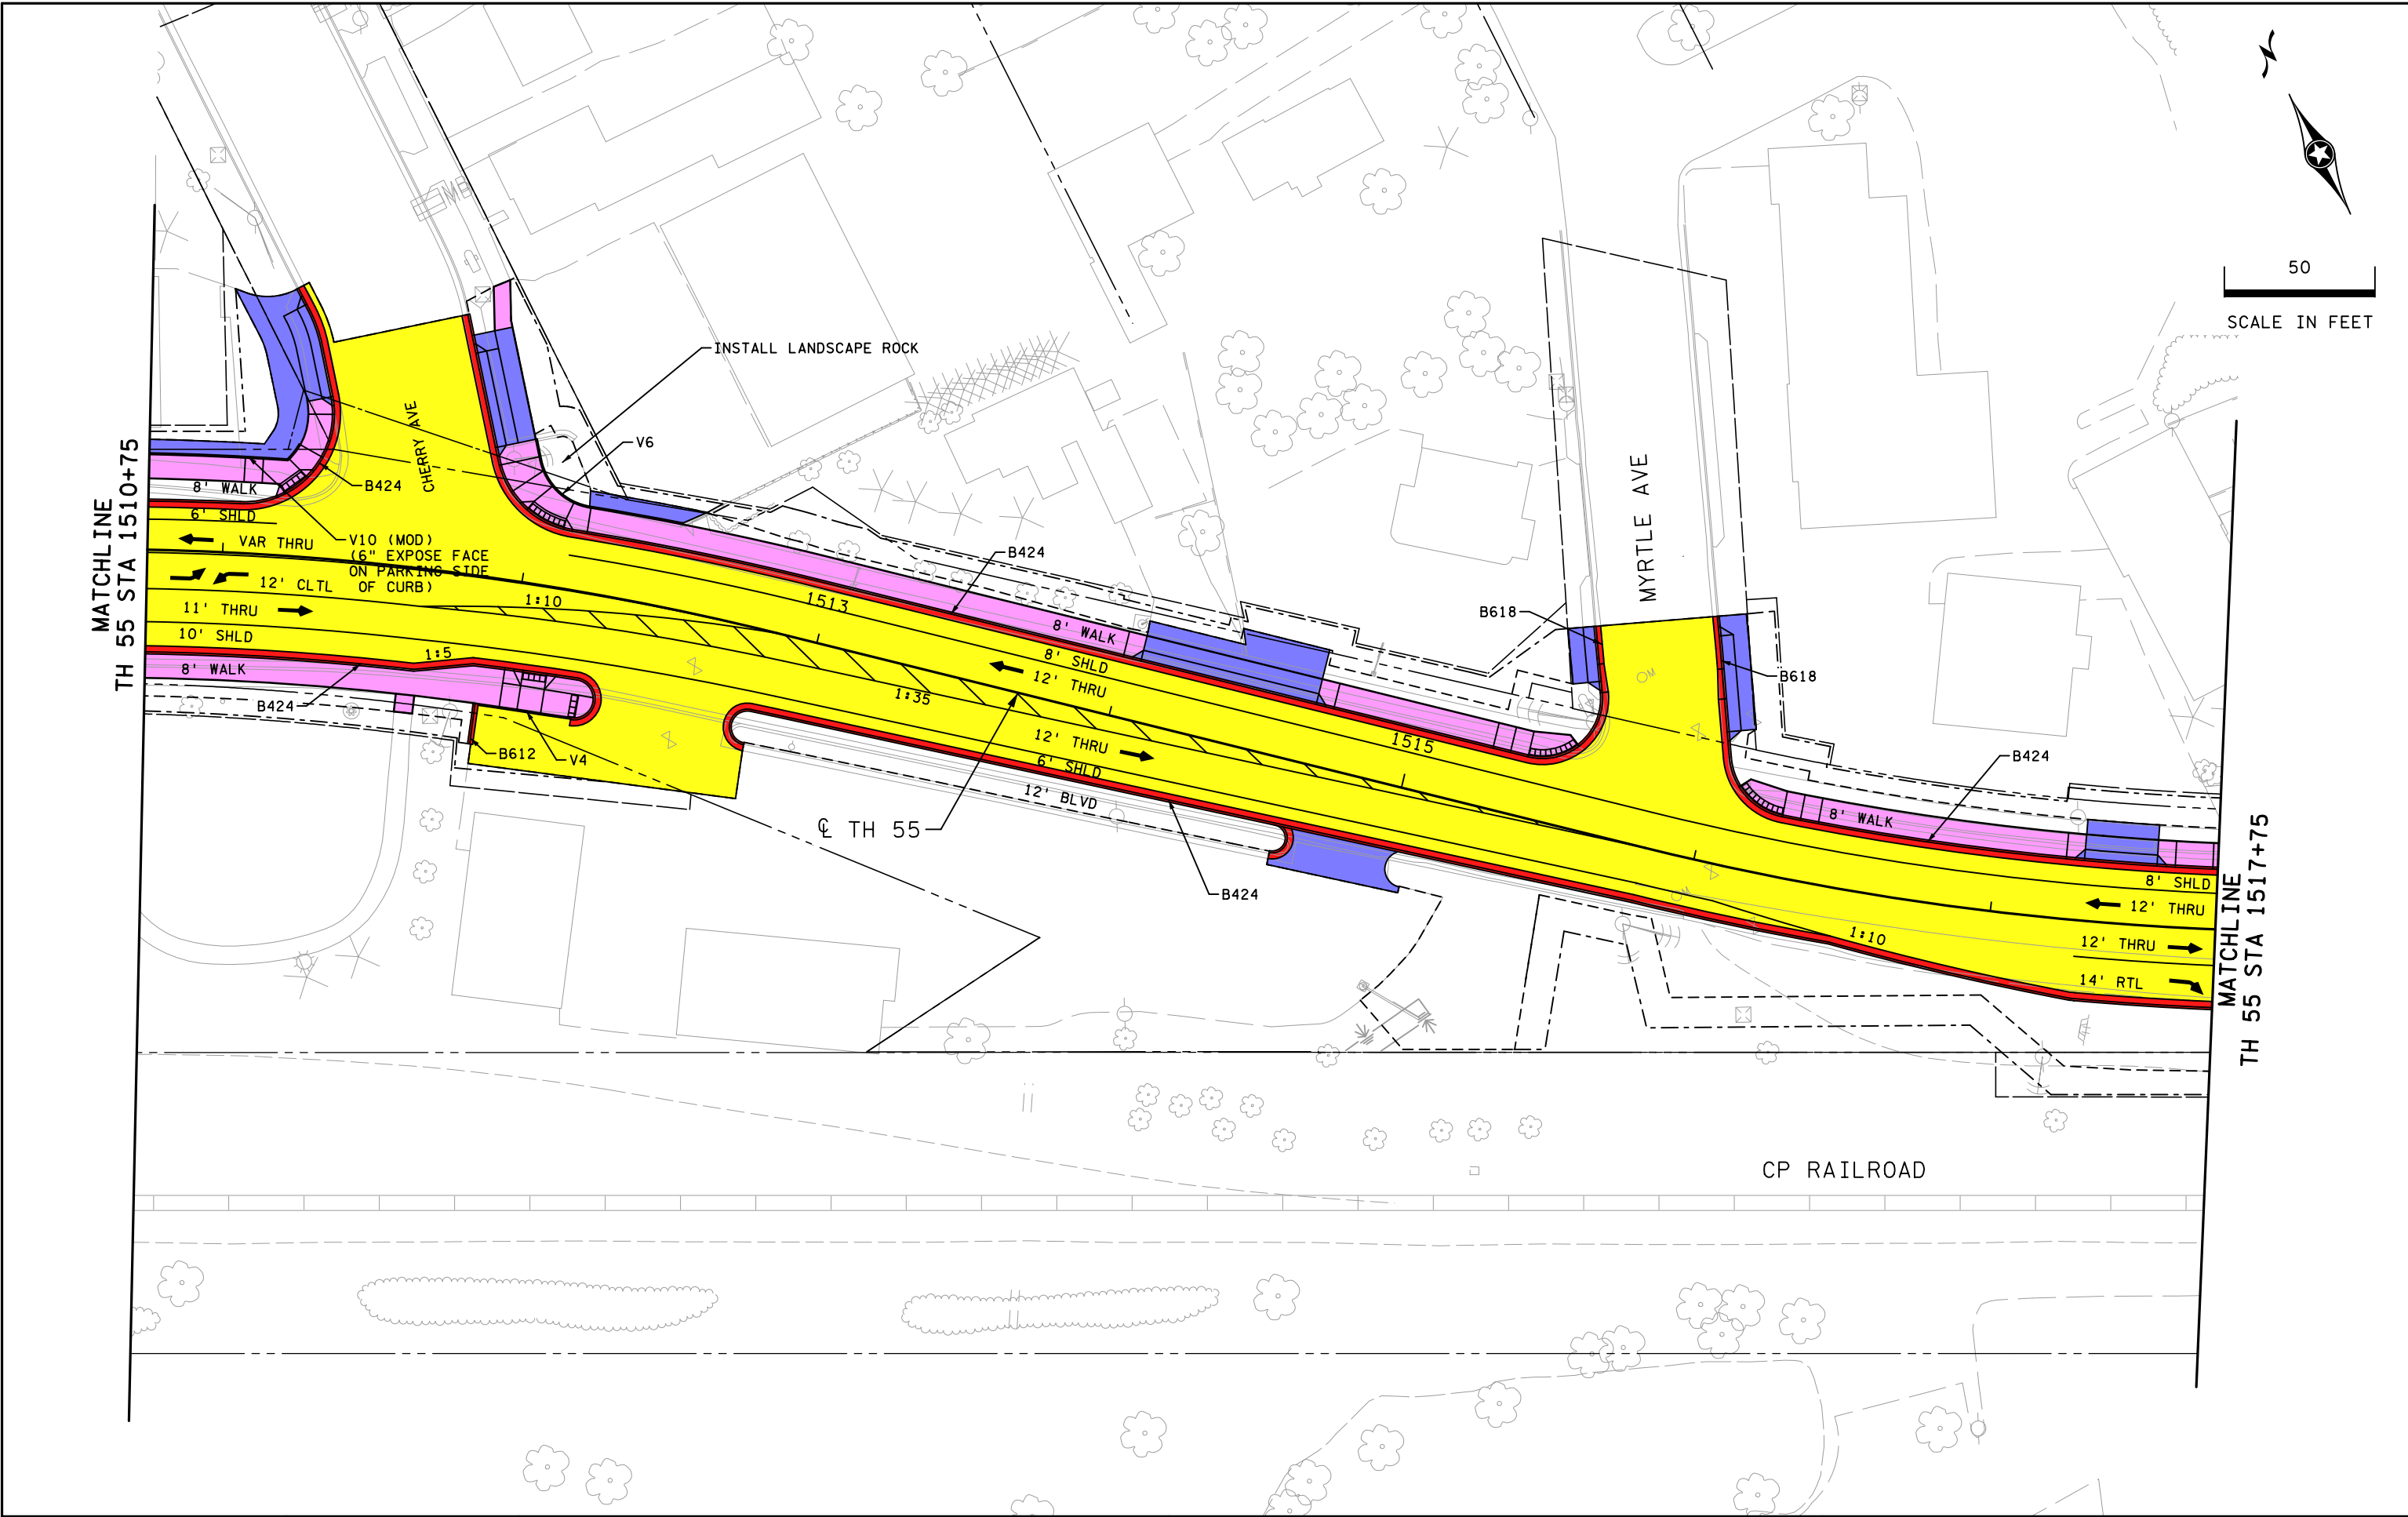 50
SCALE IN FEET
INSTALL LANDSCAPE ROCK
MB
CHERRY AVE
V6
MATCHLINE
TH 55 STA 1510+75
8' WALK
B424
6' SHLD
VAR THRU
V10 (MOD)
(6" EXPOSE FACE
ON PARKING SIDE
OF CURB)
12' CLTL
11' THRU
10' SHLD
1:10
1:5
8' WALK
B424
B612
V4
1513
B424
8' WALK
8' SHLD
12' THRU
1:35
12' THRU
6' SHLD
12' BLVD
℄ TH 55
B424
1515
B618
MYRTLE AVE
M
B618
B424
8' WALK
M
8' SHLD
12' THRU
12' THRU
1:10
14' RTL
MATCHLINE
TH 55 STA 1517+75
CP RAILROAD